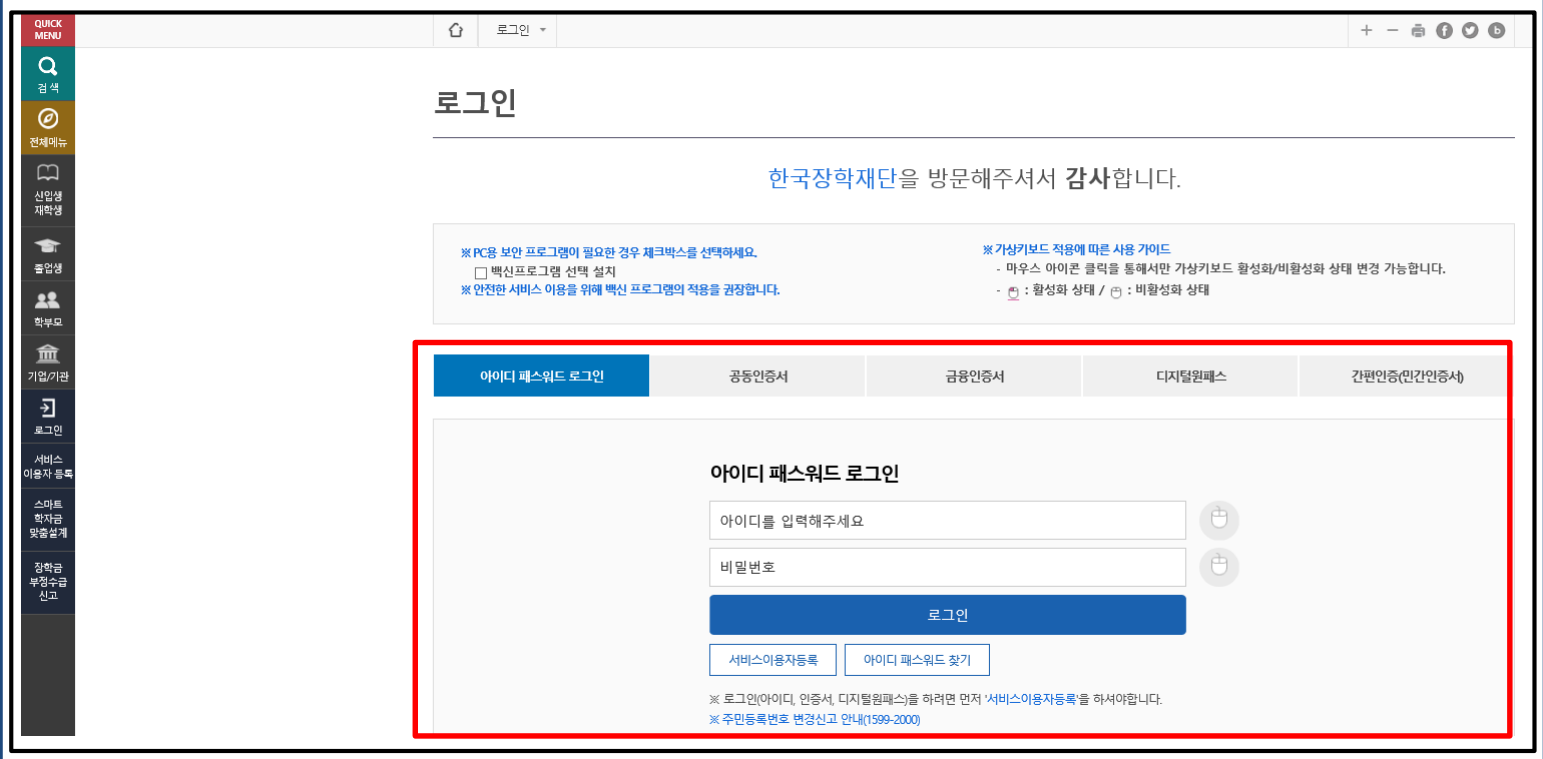 QUICK
MENU
검색
전체메뉴
신입생
재학생
졸업생
학부모
기업/기관
로그인
서비스
이용자 등록
스마트
학자금
맞춤설계
장학금
부정수급
신고
로그인
로그인
한국장학재단을 방문해주셔서 감사합니다.
※ PC용 보안 프로그램이 필요한 경우 체크박스를 선택하세요.
백신프로그램 선택 설치
※ 안전한 서비스 이용을 위해 백신 프로그램의 적용을 권장합니다.
※ 가상키보드 적용에 따른 사용 가이드
- 마우스 아이콘 클릭을 통해서만 가상키보드 활성화/비활성화 상태 변경 가능합니다.
- : 활성화 상태 / : 비활성화 상태
아이디 패스워드 로그인
공동인증서
금융인증서
디지털원패스
간편인증(민간인증서)
아이디 패스워드 로그인
아이디를 입력해주세요
비밀번호
로그인
서비스이용자등록
아이디 패스워드 찾기
※ 로그인(아이디, 인증서, 디지털원패스)을 하려면 먼저 '서비스이용자등록'을 하셔야합니다.
※ 주민등록번호 변경신고 안내(1599-2000)